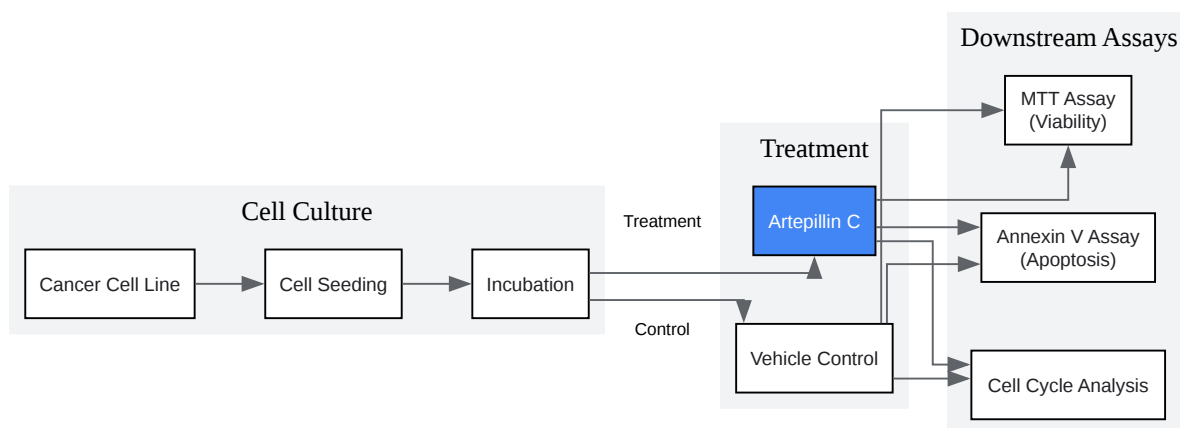 Cell Culture
Cancer Cell Line
Cell Seeding
Incubation
Treatment
Control
Treatment
Artepillin C
Vehicle Control
Downstream Assays
MTT Assay
(Viability)
Annexin V Assay
(Apoptosis)
Cell Cycle Analysis